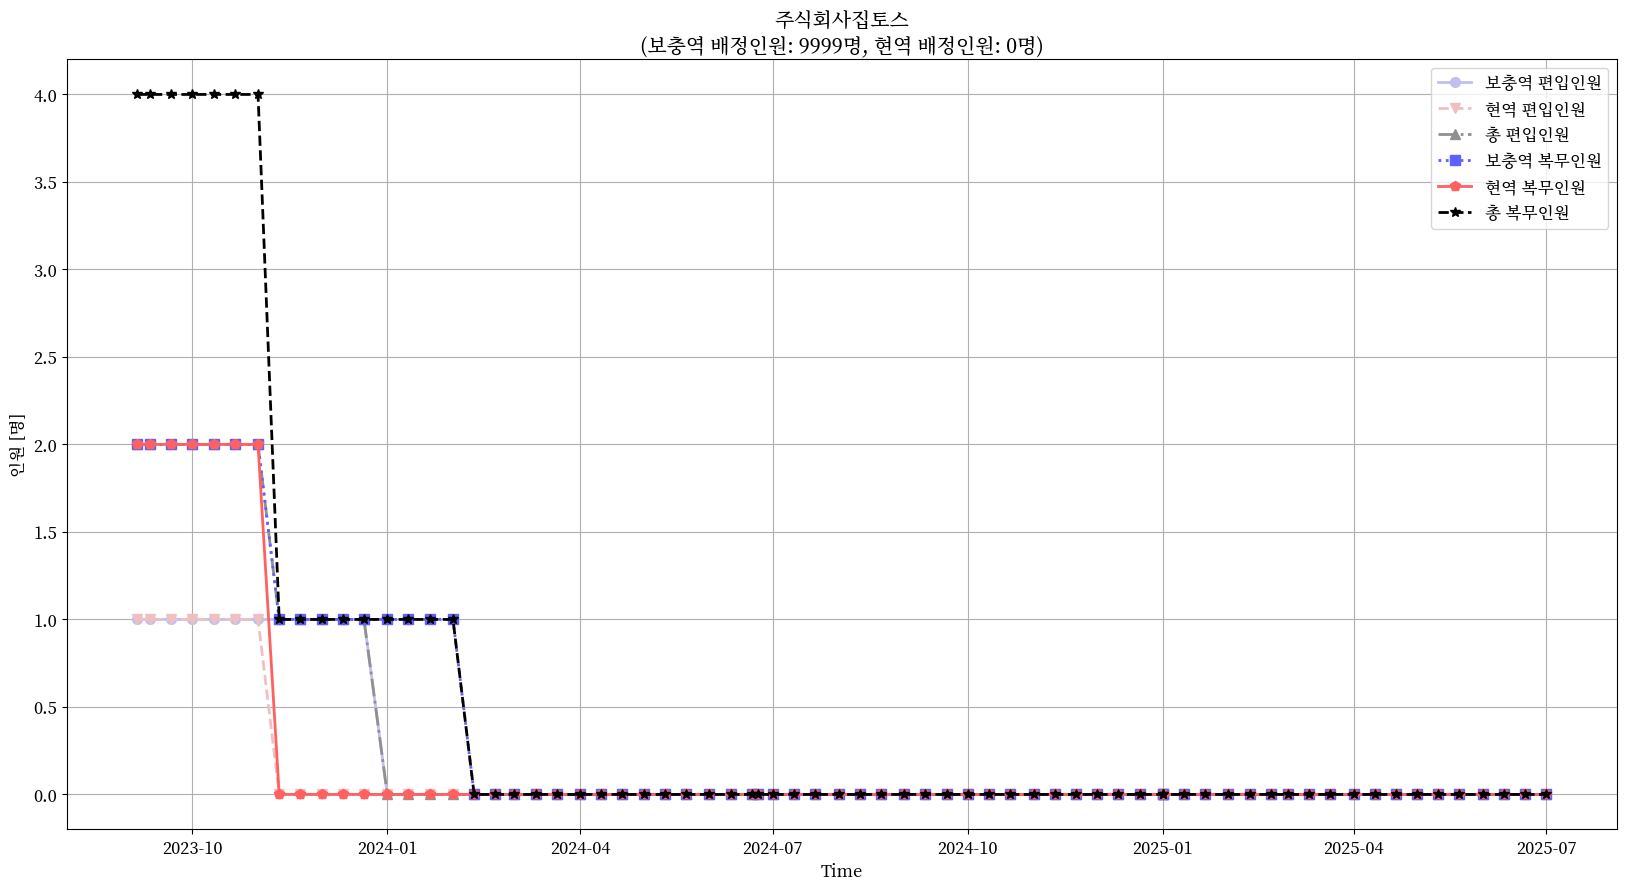 주식회사집토스
(보충역 배정인원: 9999명, 현역 배정인원: 0명)
보충역 편입인원
현역 편입인원
총 편입인원
보충역 복무인원
현역 복무인원
총 복무인원
인원 [명]
4.0
3.5
3.0
2.5
2.0
1.5
1.0
0.5
0.0
2023-10
2024-01
2024-04
2024-07
2024-10
2025-01
2025-04
2025-07
Time